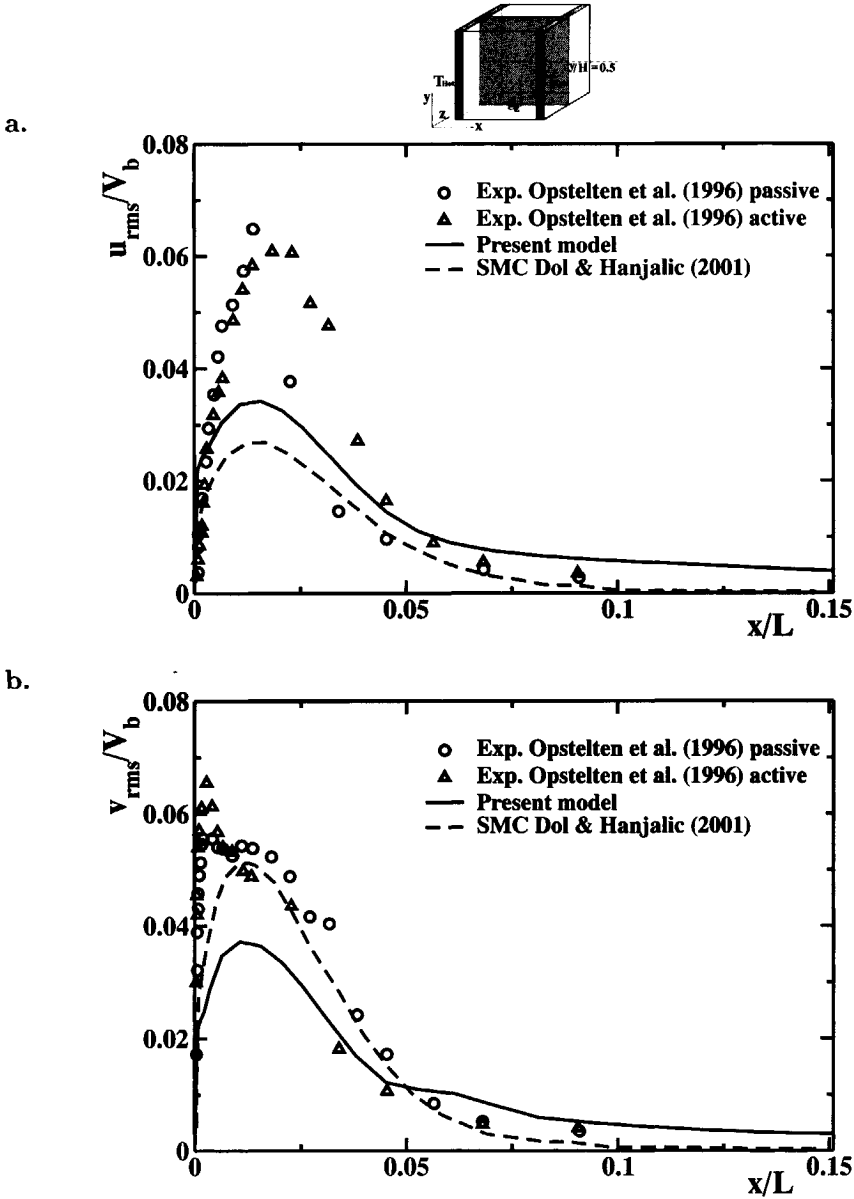 y/H=0.5
T_Hot
y
z
x
a.
0.08
0.06
0.04
0.02
0
u_rms/V_b
Exp. Opstelten et al. (1996) passive
Exp. Opstelten et al. (1996) active
Present model
SMC Dol & Hanjalic (2001)
0 0.05 0.1 0.15
x/L
b.
0.08
0.06
0.04
0.02
0
v_rms/V_b
Exp. Opstelten et al. (1996) passive
Exp. Opstelten et al. (1996) active
Present model
SMC Dol & Hanjalic (2001)
0 0.05 0.1 0.15
x/L